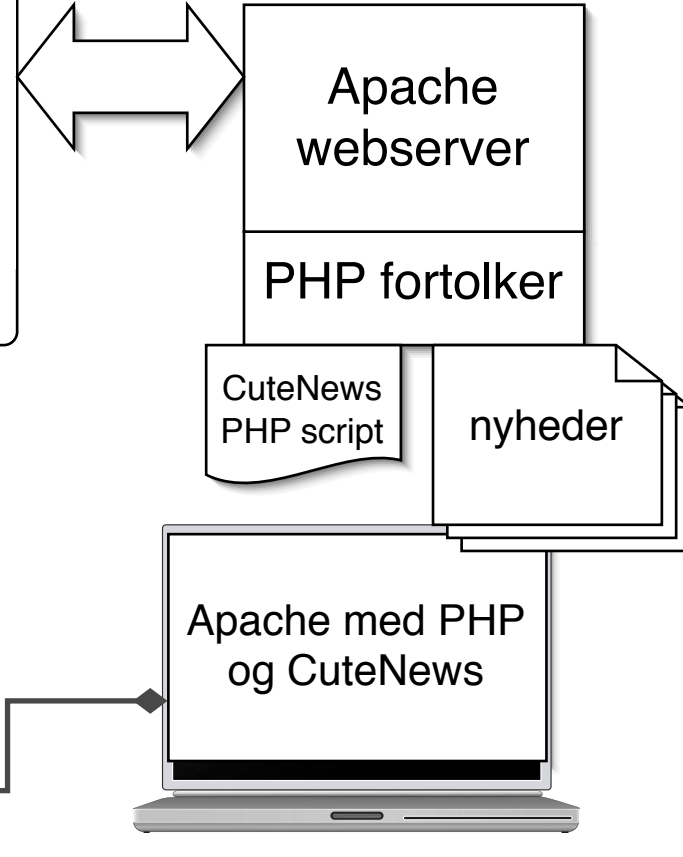 Apache
webserver
PHP fortolker
CuteNews
PHP script
nyheder
Apache med PHP
og CuteNews